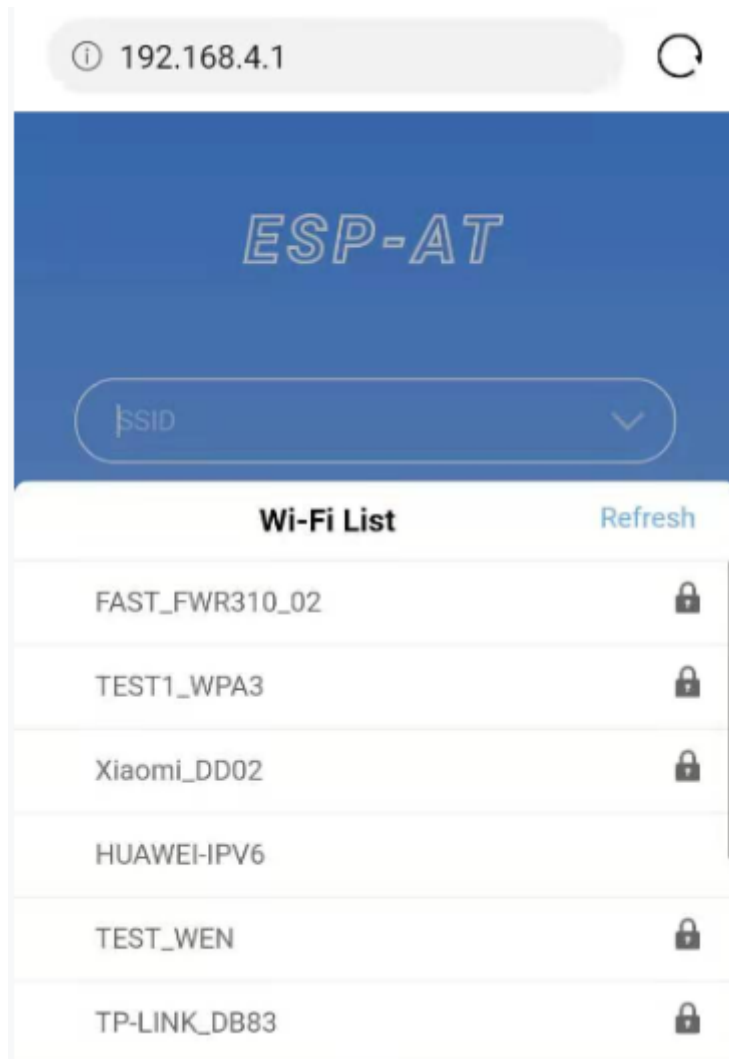 192.168.4.1
ESP-AT
SSID
Wi-Fi List Refresh
FAST_FWR310_02
TEST1_WPA3
Xiaomi_DD02
HUAWEI-IPV6
TEST_WEN
TP-LINK_DB83